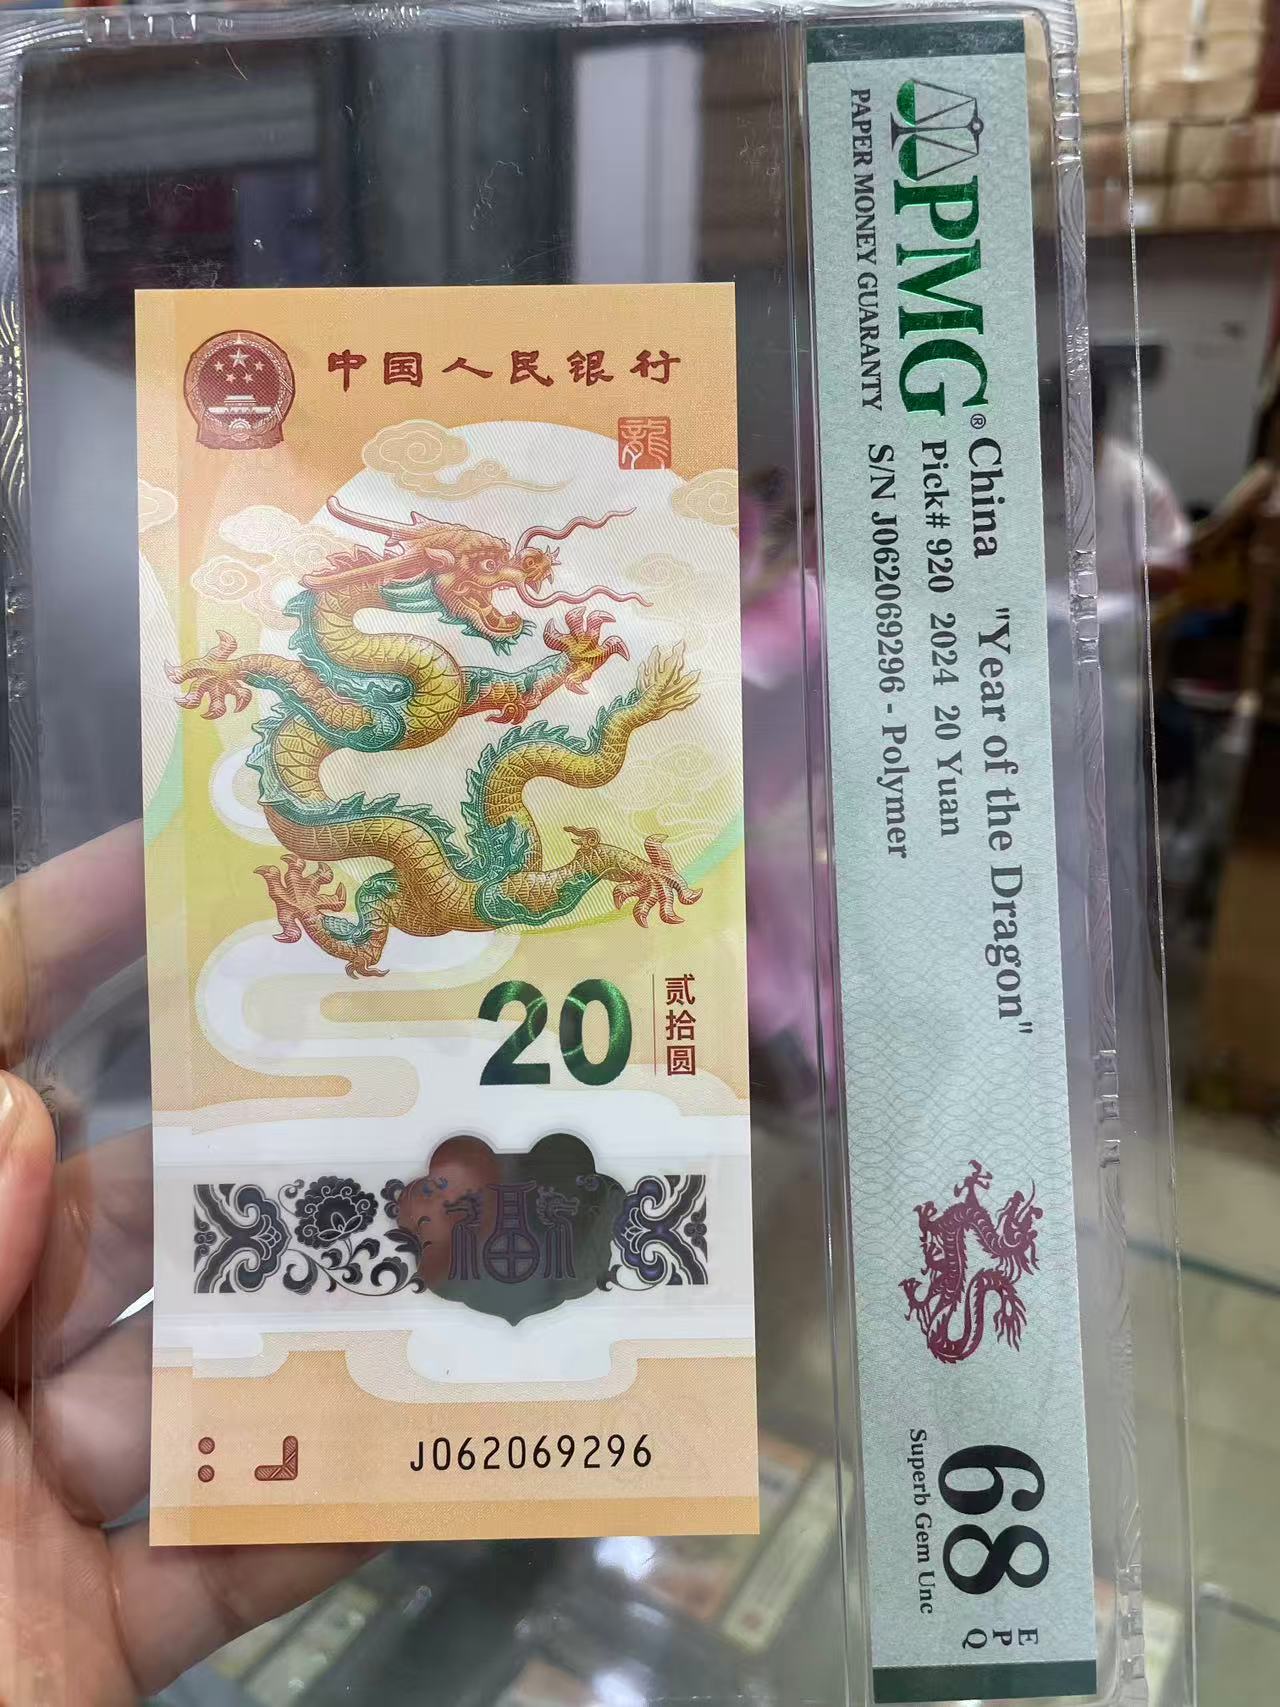 中国人民银行
龍
20
贰拾圆
福
J062069296
PMG®
PAPER MONEY GUARANTY
China "Year of the Dragon"
Pick# 920 2024 20 Yuan
S/N J062069296 - Polymer
68 EPQ
Superb Gem Unc